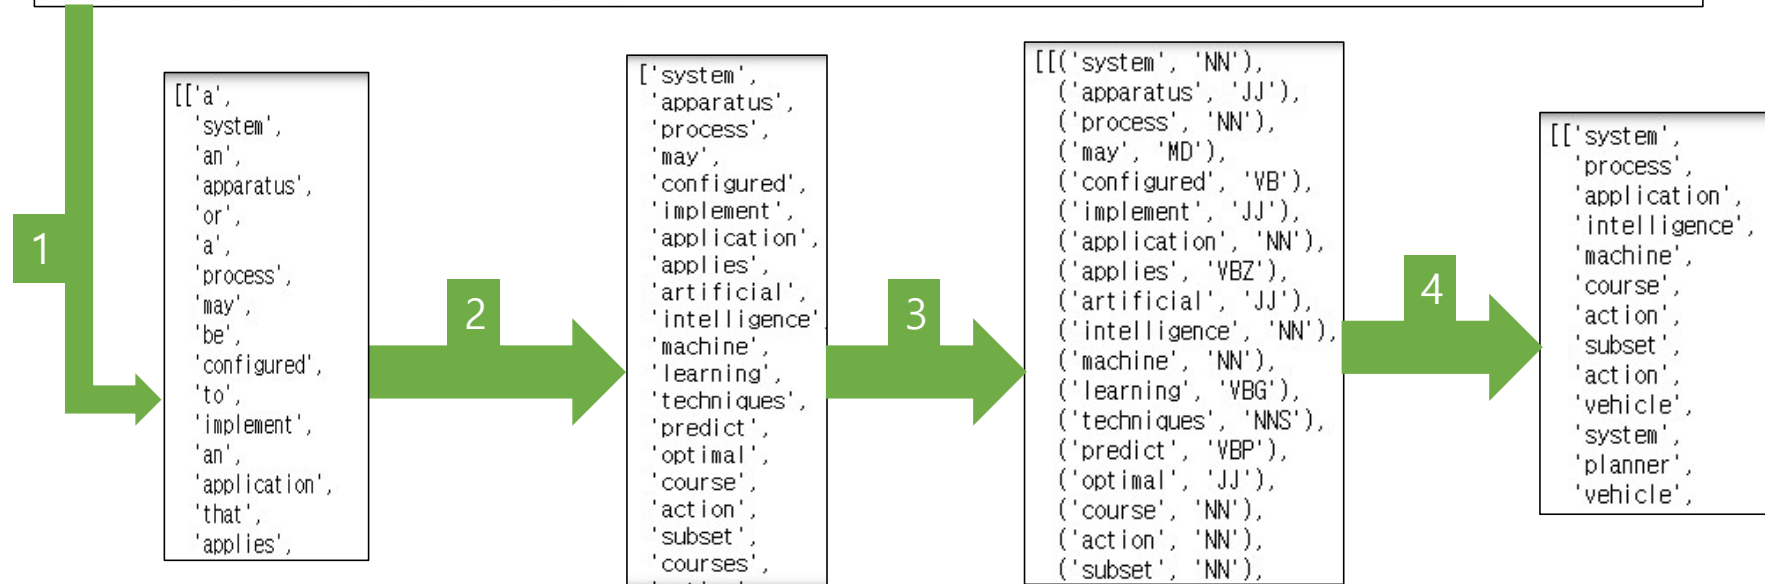 1
[['a',
'system',
'an',
'apparatus',
'or',
'a',
'process',
'may',
'be',
'configured',
'to',
'implement',
'an',
'application',
'that',
'applies',
2
['system',
'apparatus',
'process',
'may',
'configured',
'implement',
'application',
'applies',
'artificial',
'intelligence',
'machine',
'learning',
'techniques',
'predict',
'optimal',
'course',
'action',
'subset',
'courses',
3
[[('system', 'NN'),
('apparatus', 'JJ'),
('process', 'NN'),
('may', 'MD'),
('configured', 'VB'),
('implement', 'JJ'),
('application', 'NN'),
('applies', 'VBZ'),
('artificial', 'JJ'),
('intelligence', 'NN'),
('machine', 'NN'),
('learning', 'VBG'),
('techniques', 'NNS'),
('predict', 'VBP'),
('optimal', 'JJ'),
('course', 'NN'),
('action', 'NN'),
('subset', 'NN'),
4
[['system',
'process',
'application',
'intelligence',
'machine',
'course',
'action',
'subset',
'action',
'vehicle',
'system',
'planner',
'vehicle',